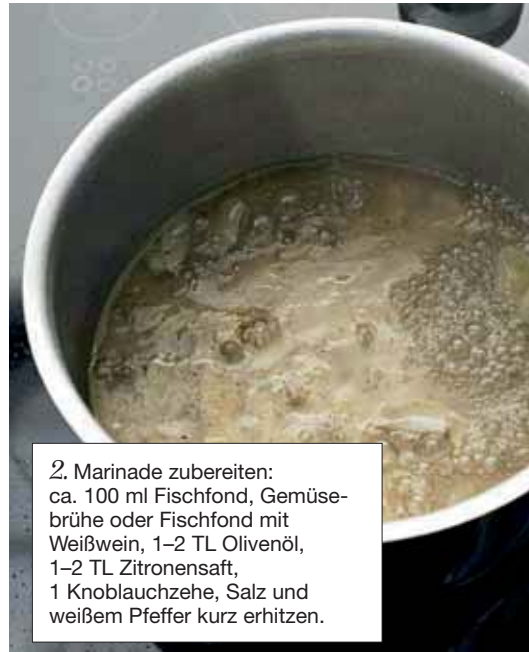 2. Marinade zubereiten:
ca. 100 ml Fischfond, Gemüse-
brühe oder Fischfond mit
Weißwein, 1–2 TL Olivenöl,
1–2 TL Zitronensaft,
1 Knoblauchzehe, Salz und
weißem Pfeffer kurz erhitzen.